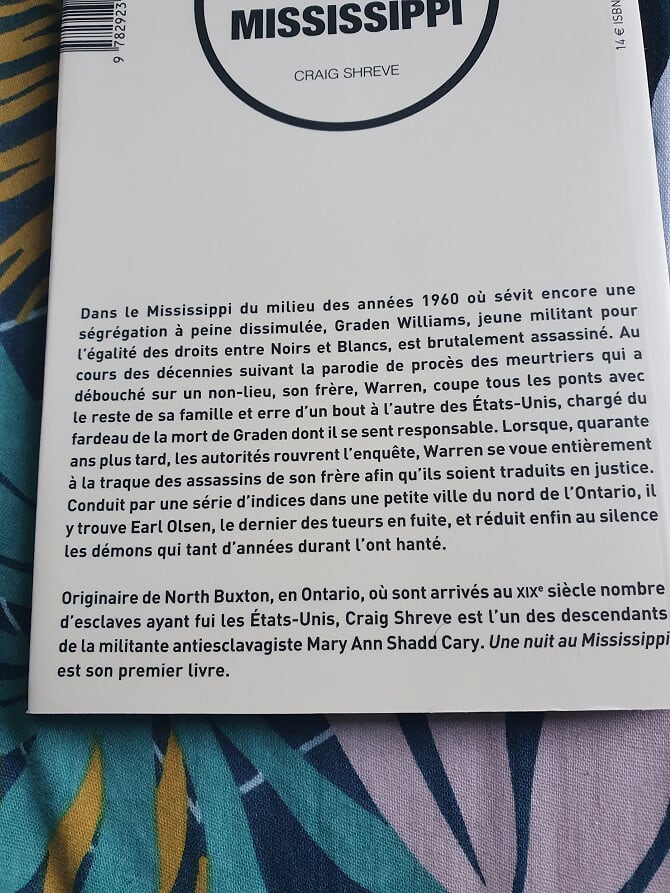 MISSISSIPPI
CRAIG SHREVE
9 782923
14 € ISBN
Dans le Mississippi du milieu des années 1960 où sévit encore une
ségrégation à peine dissimulée, Graden Williams, jeune militant pour
l'égalité des droits entre Noirs et Blancs, est brutalement assassiné. Au
cours des décennies suivant la parodie de procès des meurtriers qui a
débouché sur un non-lieu, son frère, Warren, coupe tous les ponts avec
le reste de sa famille et erre d'un bout à l'autre des États-Unis, chargé du
fardeau de la mort de Graden dont il se sent responsable. Lorsque, quarante
ans plus tard, les autorités rouvrent l'enquête, Warren se voue entièrement
à la traque des assassins de son frère afin qu'ils soient traduits en justice.
Conduit par une série d'indices dans une petite ville du nord de l'Ontario, il
y trouve Earl Olsen, le dernier des tueurs en fuite, et réduit enfin au silence
les démons qui tant d'années durant l'ont hanté.
Originaire de North Buxton, en Ontario, où sont arrivés au XIXe siècle nombre
d'esclaves ayant fui les États-Unis, Craig Shreve est l'un des descendants
de la militante antiesclavagiste Mary Ann Shadd Cary. Une nuit au Mississippi
est son premier livre.